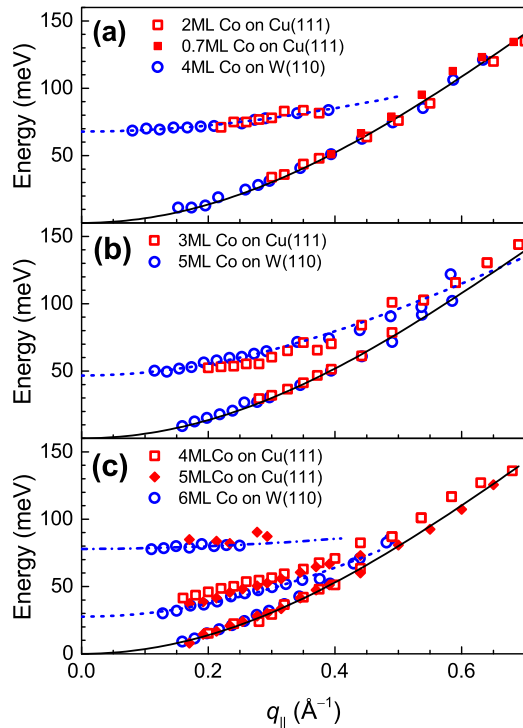 (a)
2ML Co on Cu(111)
0.7ML Co on Cu(111)
4ML Co on W(110)
Energy (meV)
150
100
50
(b)
3ML Co on Cu(111)
5ML Co on W(110)
Energy (meV)
150
100
50
0
(c)
4MLCo on Cu(111)
5MLCo on Cu(111)
6ML Co on W(110)
Energy (meV)
150
100
50
0
0.0 0.2 0.4 0.6
q|| (Å⁻¹)